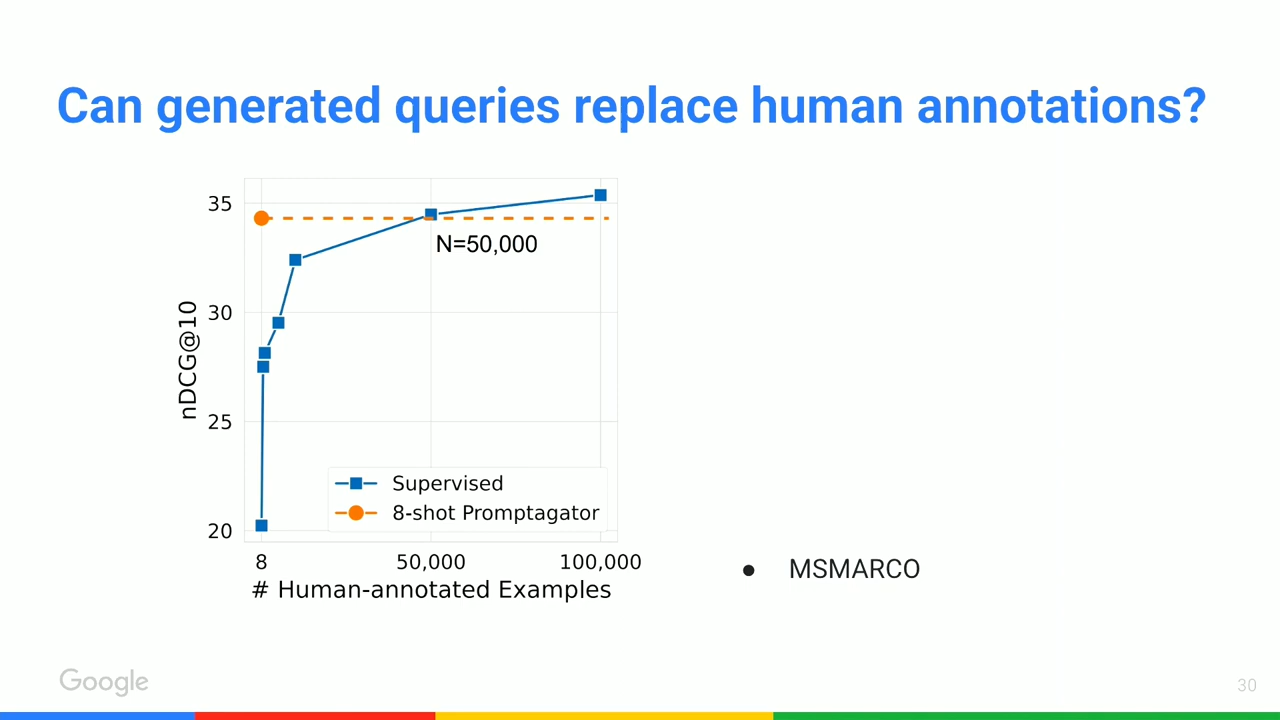 Can generated queries replace human annotations?
35
30
25
20
nDCG@10
N=50,000
Supervised
8-shot Promptagator
8
50,000
100,000
# Human-annotated Examples
● MSMARCO
Google
30